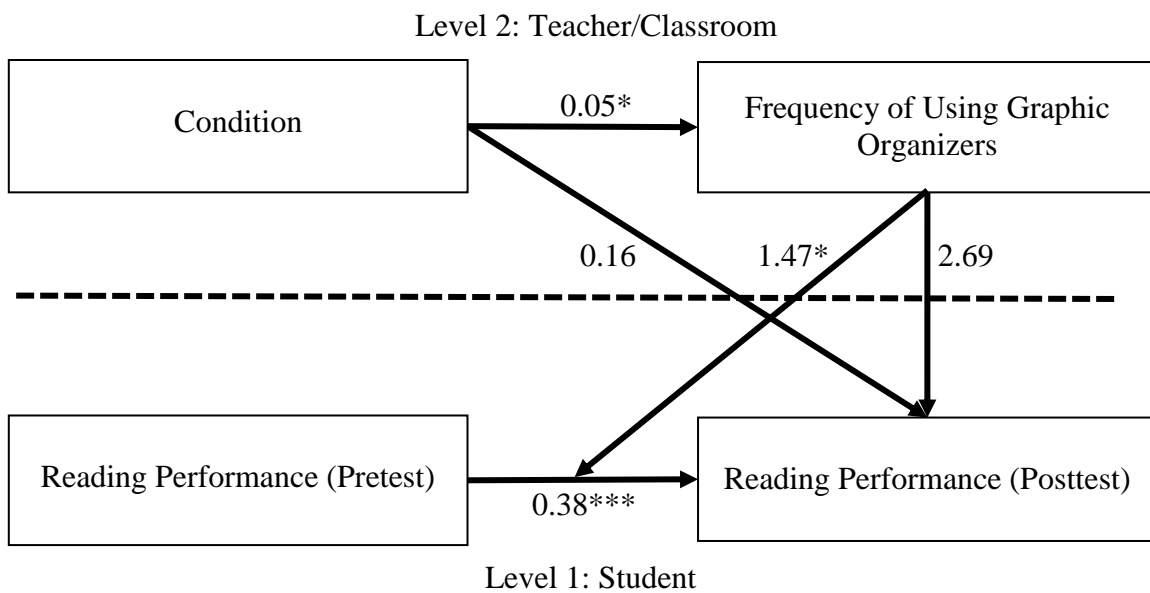 Level 2: Teacher/Classroom
Condition
0.05*
Frequency of Using Graphic
Organizers
0.16
1.47*
2.69
Reading Performance (Pretest)
0.38***
Reading Performance (Posttest)
Level 1: Student